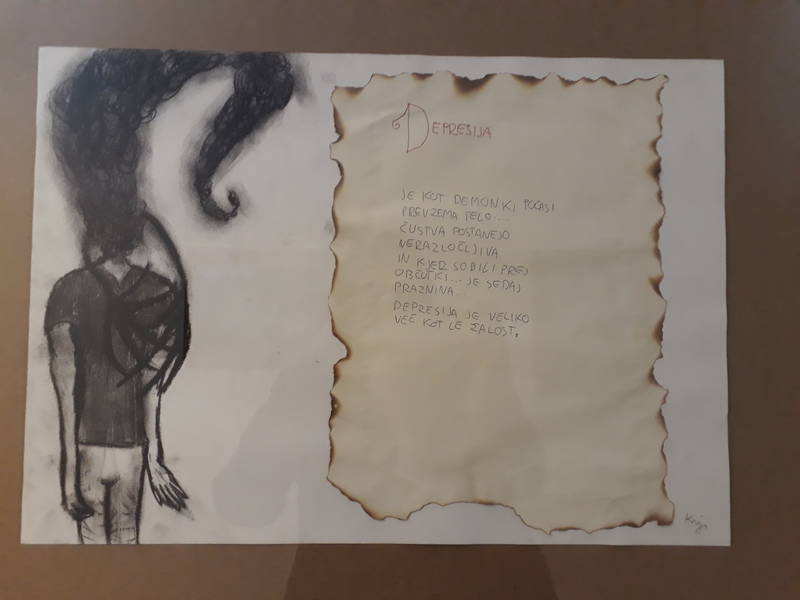 DEPRESIJA
JE KOT DEMON KI POČASI
PREVZEMA TELO...
ČUSTVA POSTANEJO
NERAZLOČLJIVA
IN KJER SO BILI PREJ
OBČUTKI... JE SEDAJ
PRAZNINA
DEPRESIJA JE VELIKO
VEČ KOT LE ŽALOST.